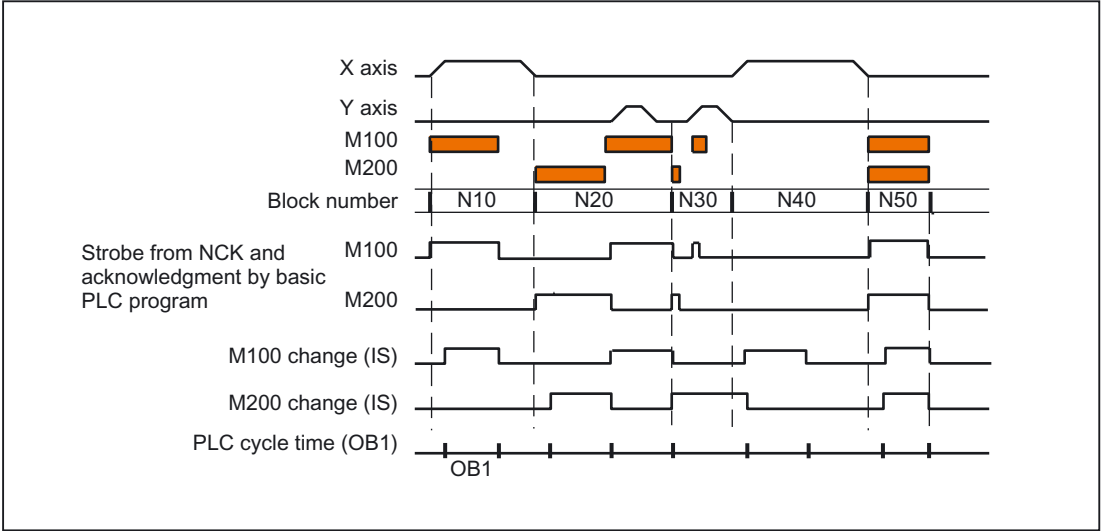 X axis
Y axis
M100
M200
Block number N10 N20 N30 N40 N50
Strobe from NCK and
acknowledgment by basic
PLC program
M100
M200
M100 change (IS)
M200 change (IS)
PLC cycle time (OB1)
OB1